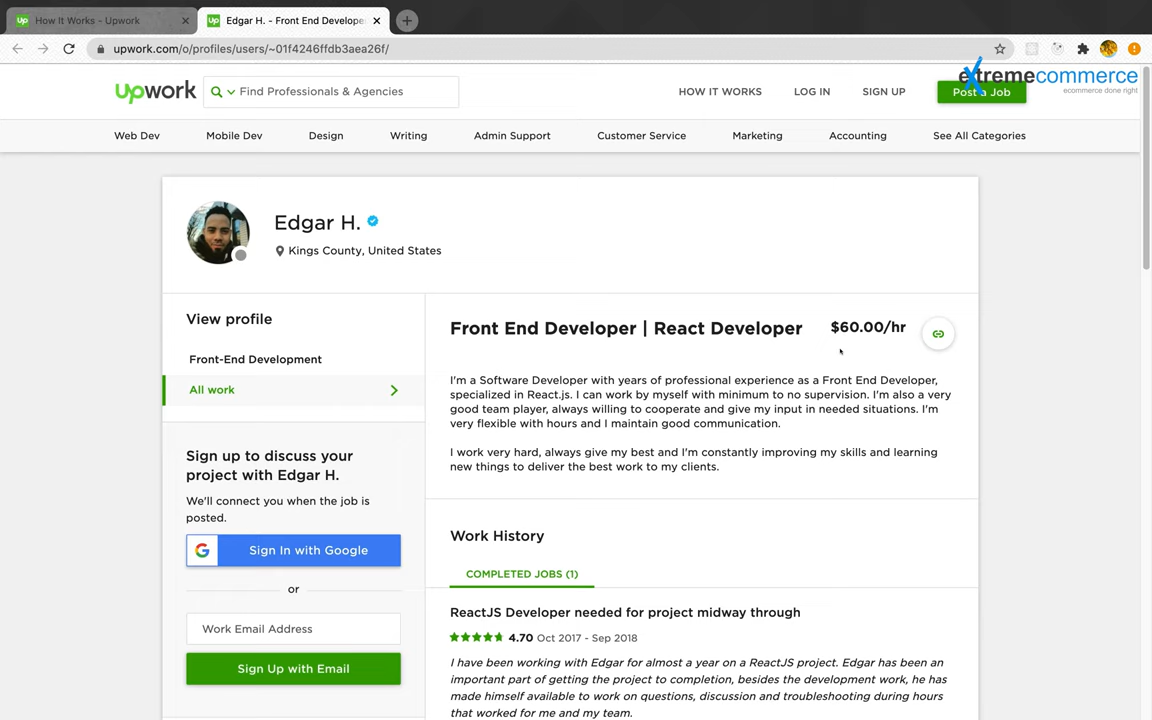 How It Works - Upwork
Edgar H. - Front End Develope
upwork.com/o/profiles/users/~01f4246ffdb3aea26f/
upwork
Find Professionals & Agencies
HOW IT WORKS
LOG IN
SIGN UP
Post a Job
extremecommerce
ecommerce done right
Web Dev
Mobile Dev
Design
Writing
Admin Support
Customer Service
Marketing
Accounting
See All Categories
Edgar H.
Kings County, United States
View profile
Front-End Development
All work
Sign up to discuss your
project with Edgar H.
We'll connect you when the job is
posted.
Sign In with Google
or
Work Email Address
Sign Up with Email
Front End Developer | React Developer
$60.00/hr
I'm a Software Developer with years of professional experience as a Front End Developer,
specialized in React.js. I can work by myself with minimum to no supervision. I'm also a very
good team player, always willing to cooperate and give my input in needed situations. I'm
very flexible with hours and I maintain good communication.
I work very hard, always give my best and I'm constantly improving my skills and learning
new things to deliver the best work to my clients.
Work History
COMPLETED JOBS (1)
ReactJS Developer needed for project midway through
4.70 Oct 2017 - Sep 2018
I have been working with Edgar for almost a year on a ReactJS project. Edgar has been an
important part of getting the project to completion, besides the development work, he has
made himself available to work on questions, discussion and troubleshooting during hours
that worked for me and my team.